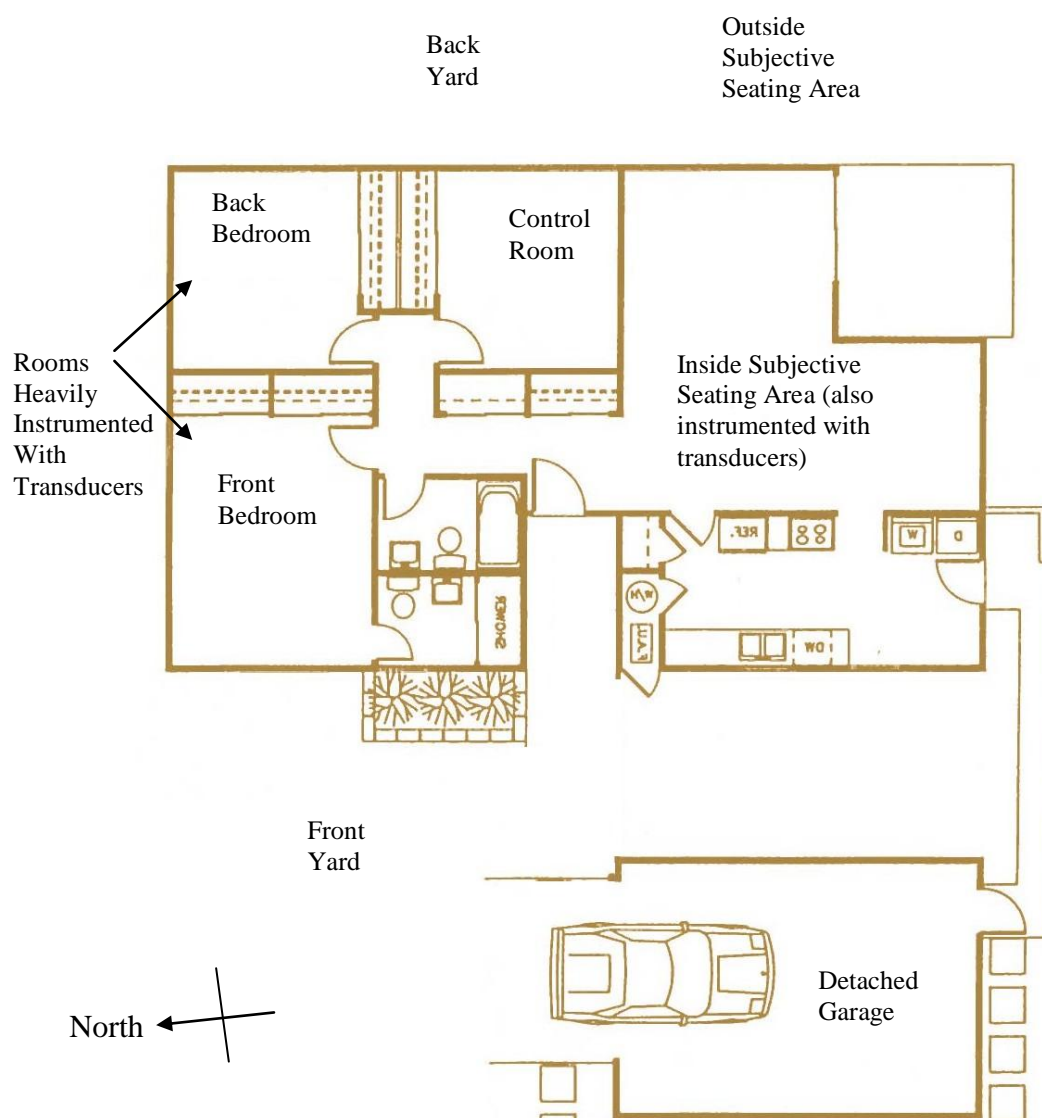 Back
Yard
Outside
Subjective
Seating Area
Back
Bedroom
Control
Room
Rooms
Heavily
Instrumented
With
Transducers
Inside Subjective
Seating Area (also
instrumented with
transducers)
Front
Bedroom
REF.
W
D
W/H
SHOWER
F.A.U.
DW
Front
Yard
Detached
Garage
North